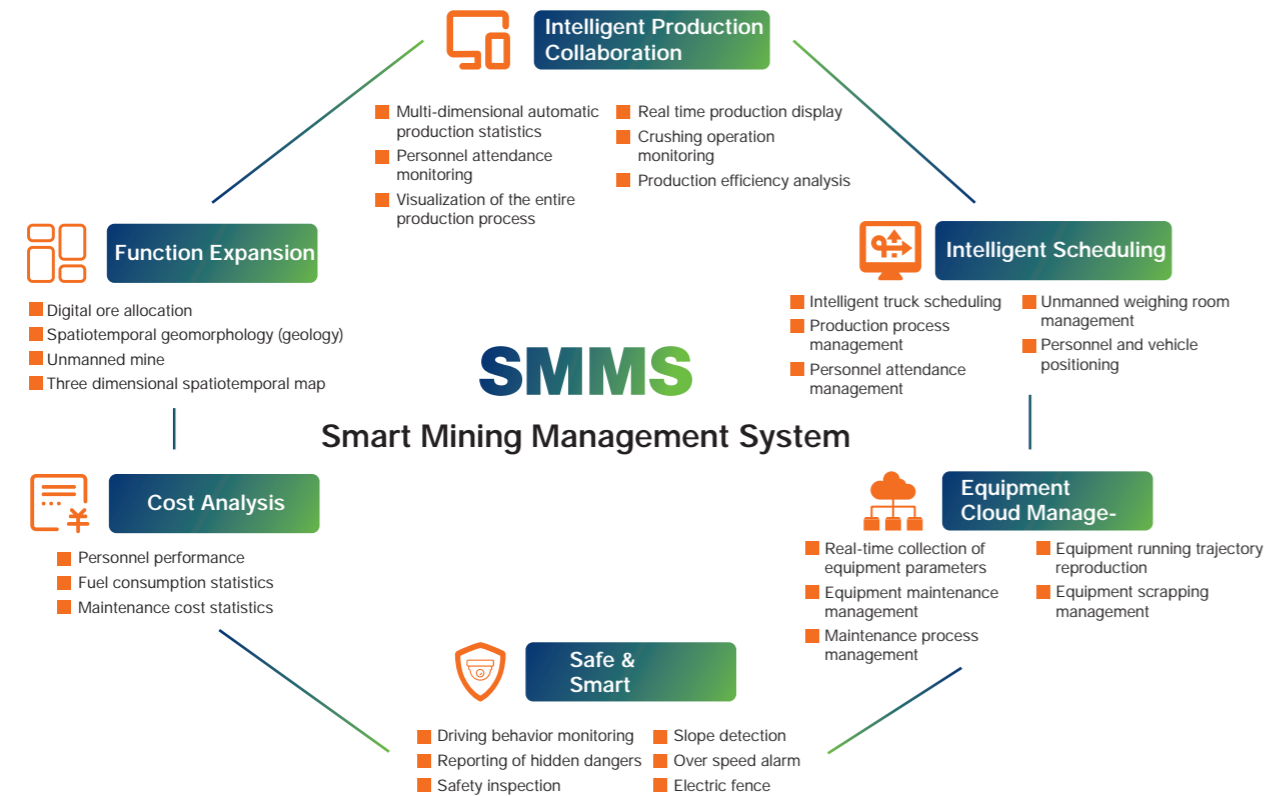 Intelligent Production
Collaboration
Multi-dimensional automatic
production statistics
Personnel attendance
monitoring
Visualization of the entire
production process
Real time production display
Crushing operation
monitoring
Production efficiency analysis
Function Expansion
Digital ore allocation
Spatiotemporal geomorphology (geology)
Unmanned mine
Three dimensional spatiotemporal map
Intelligent Scheduling
Intelligent truck scheduling
Production process
management
Personnel attendance
management
Unmanned weighing room
management
Personnel and vehicle
positioning
SMMS
Smart Mining Management System
Cost Analysis
Personnel performance
Fuel consumption statistics
Maintenance cost statistics
Equipment
Cloud Manage-
Real-time collection of
equipment parameters
Equipment maintenance
management
Maintenance process
management
Equipment running trajectory
reproduction
Equipment scrapping
management
Safe &
Smart
Driving behavior monitoring
Reporting of hidden dangers
Safety inspection
Slope detection
Over speed alarm
Electric fence